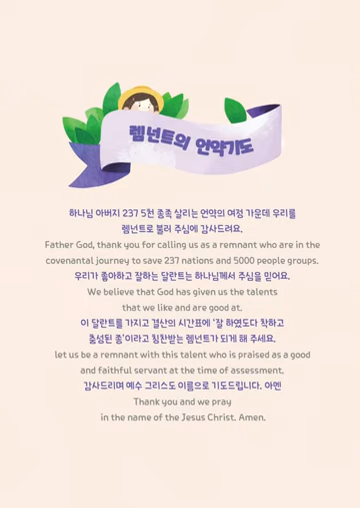 렘넌트의 언약기도
하나님 아버지 237 5천 종족 살리는 언약의 여정 가운데 우리를
렘넌트로 불러 주심에 감사드려요.
Father God, thank you for calling us as a remnant who are in the
covenantal journey to save 237 nations and 5000 people groups.
우리가 좋아하고 잘하는 달란트는 하나님께서 주심을 믿어요.
We believe that God has given us the talents
that we like and are good at.
이 달란트를 가지고 결산의 시간표에 '잘 하였도다 착하고
충성된 종'이라고 칭찬받는 렘넌트가 되게 해 주세요.
let us be a remnant with this talent who is praised as a good
and faithful servant at the time of assessment.
감사드리며 예수 그리스도 이름으로 기도드립니다. 아멘
Thank you and we pray
in the name of the Jesus Christ. Amen.